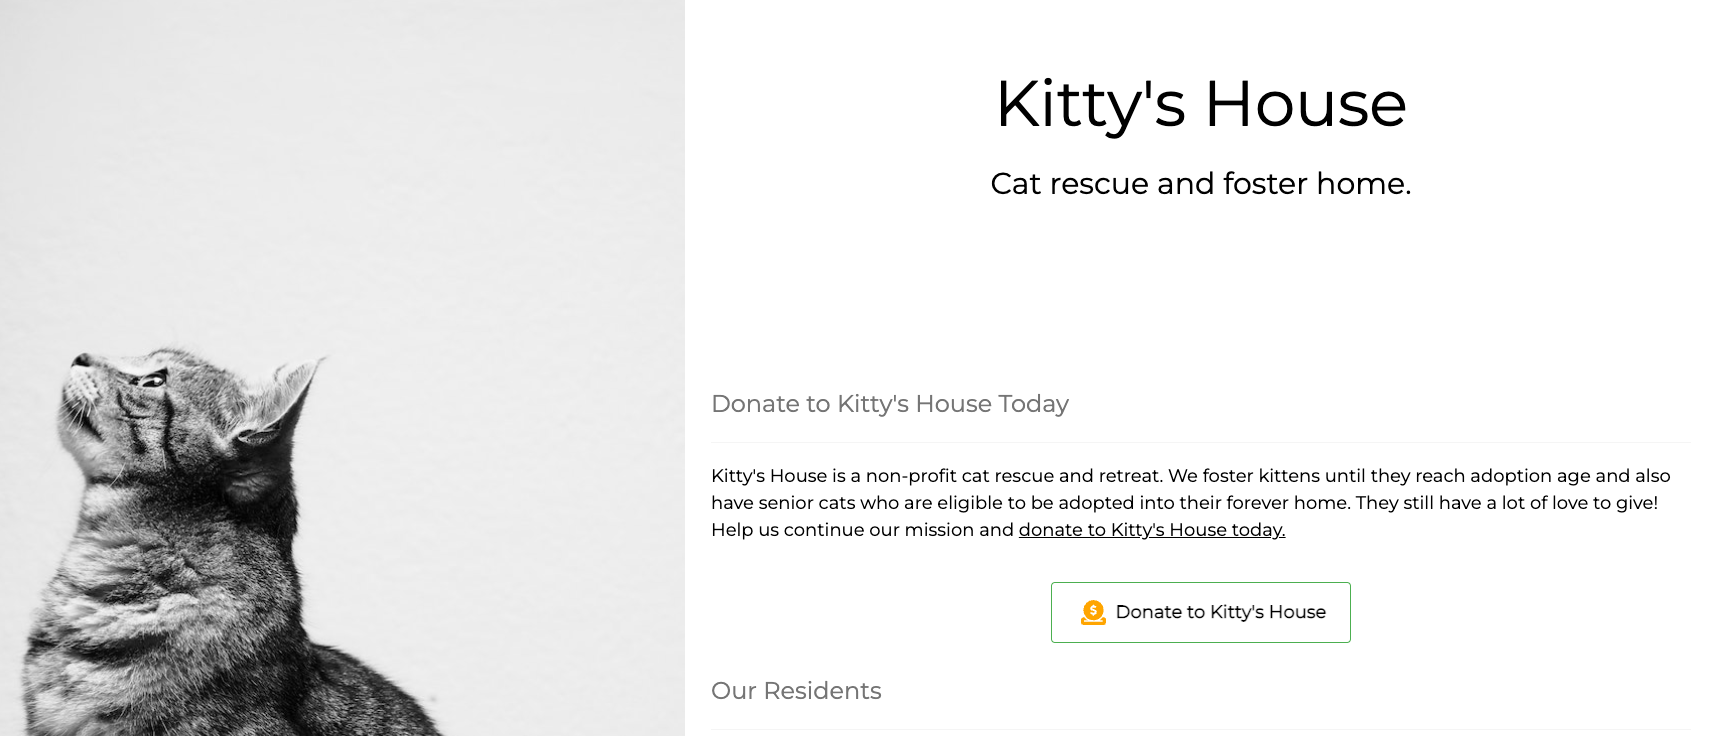 Kitty's House
Cat rescue and foster home.
Donate to Kitty's House Today
Kitty's House is a non-profit cat rescue and retreat. We foster kittens until they reach adoption age and also
have senior cats who are eligible to be adopted into their forever home. They still have a lot of love to give!
Help us continue our mission and donate to Kitty's House today.
$ Donate to Kitty's House
Our Residents